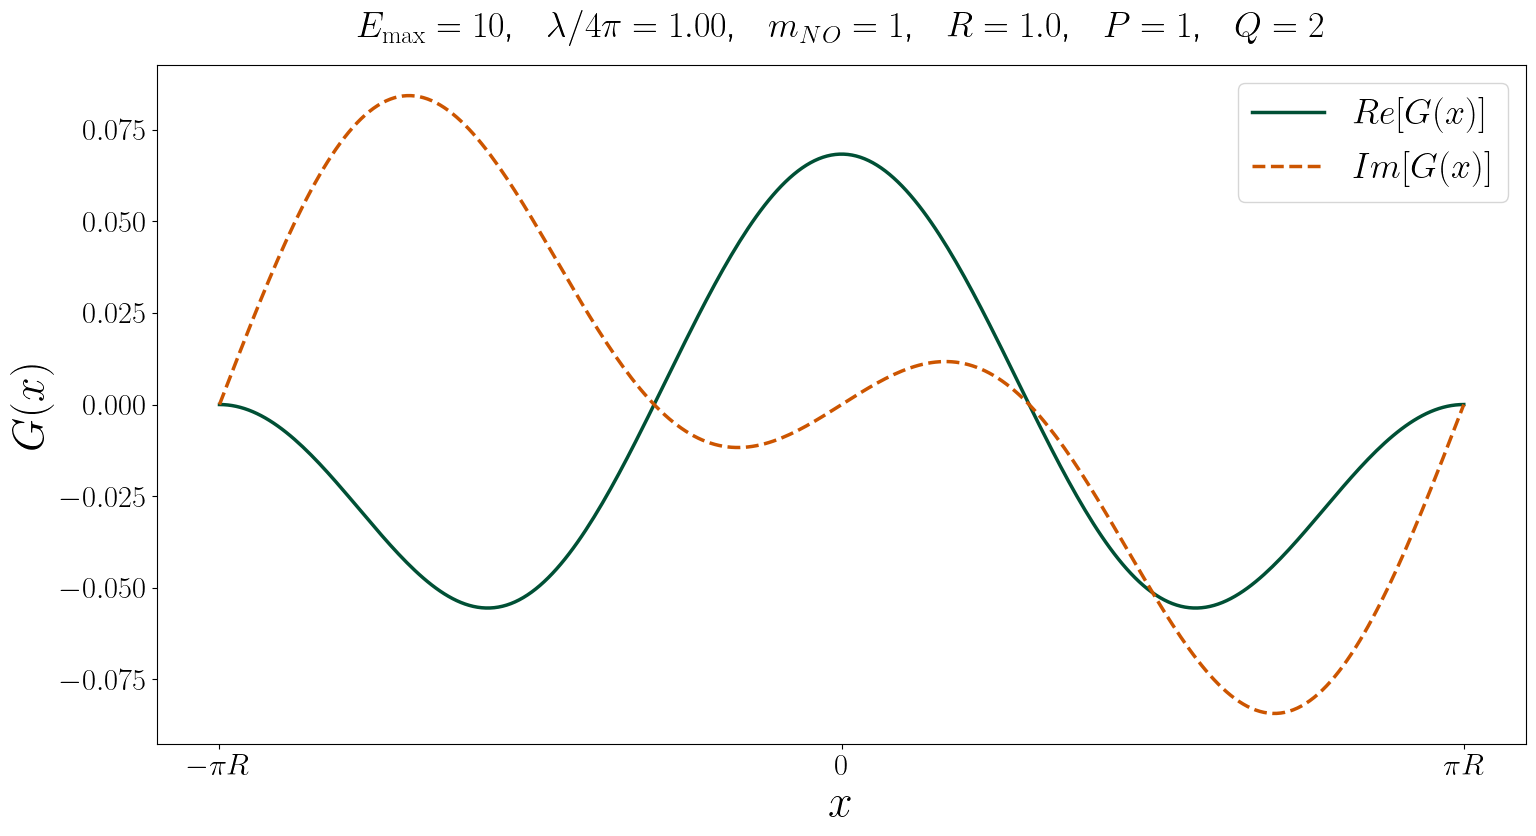 E_max = 10, λ/4π = 1.00, m_NO = 1, R = 1.0, P = 1, Q = 2
Re[G(x)]
Im[G(x)]
G(x)
0.075
0.050
0.025
0.000
−0.025
−0.050
−0.075
−πR 0 πR
x